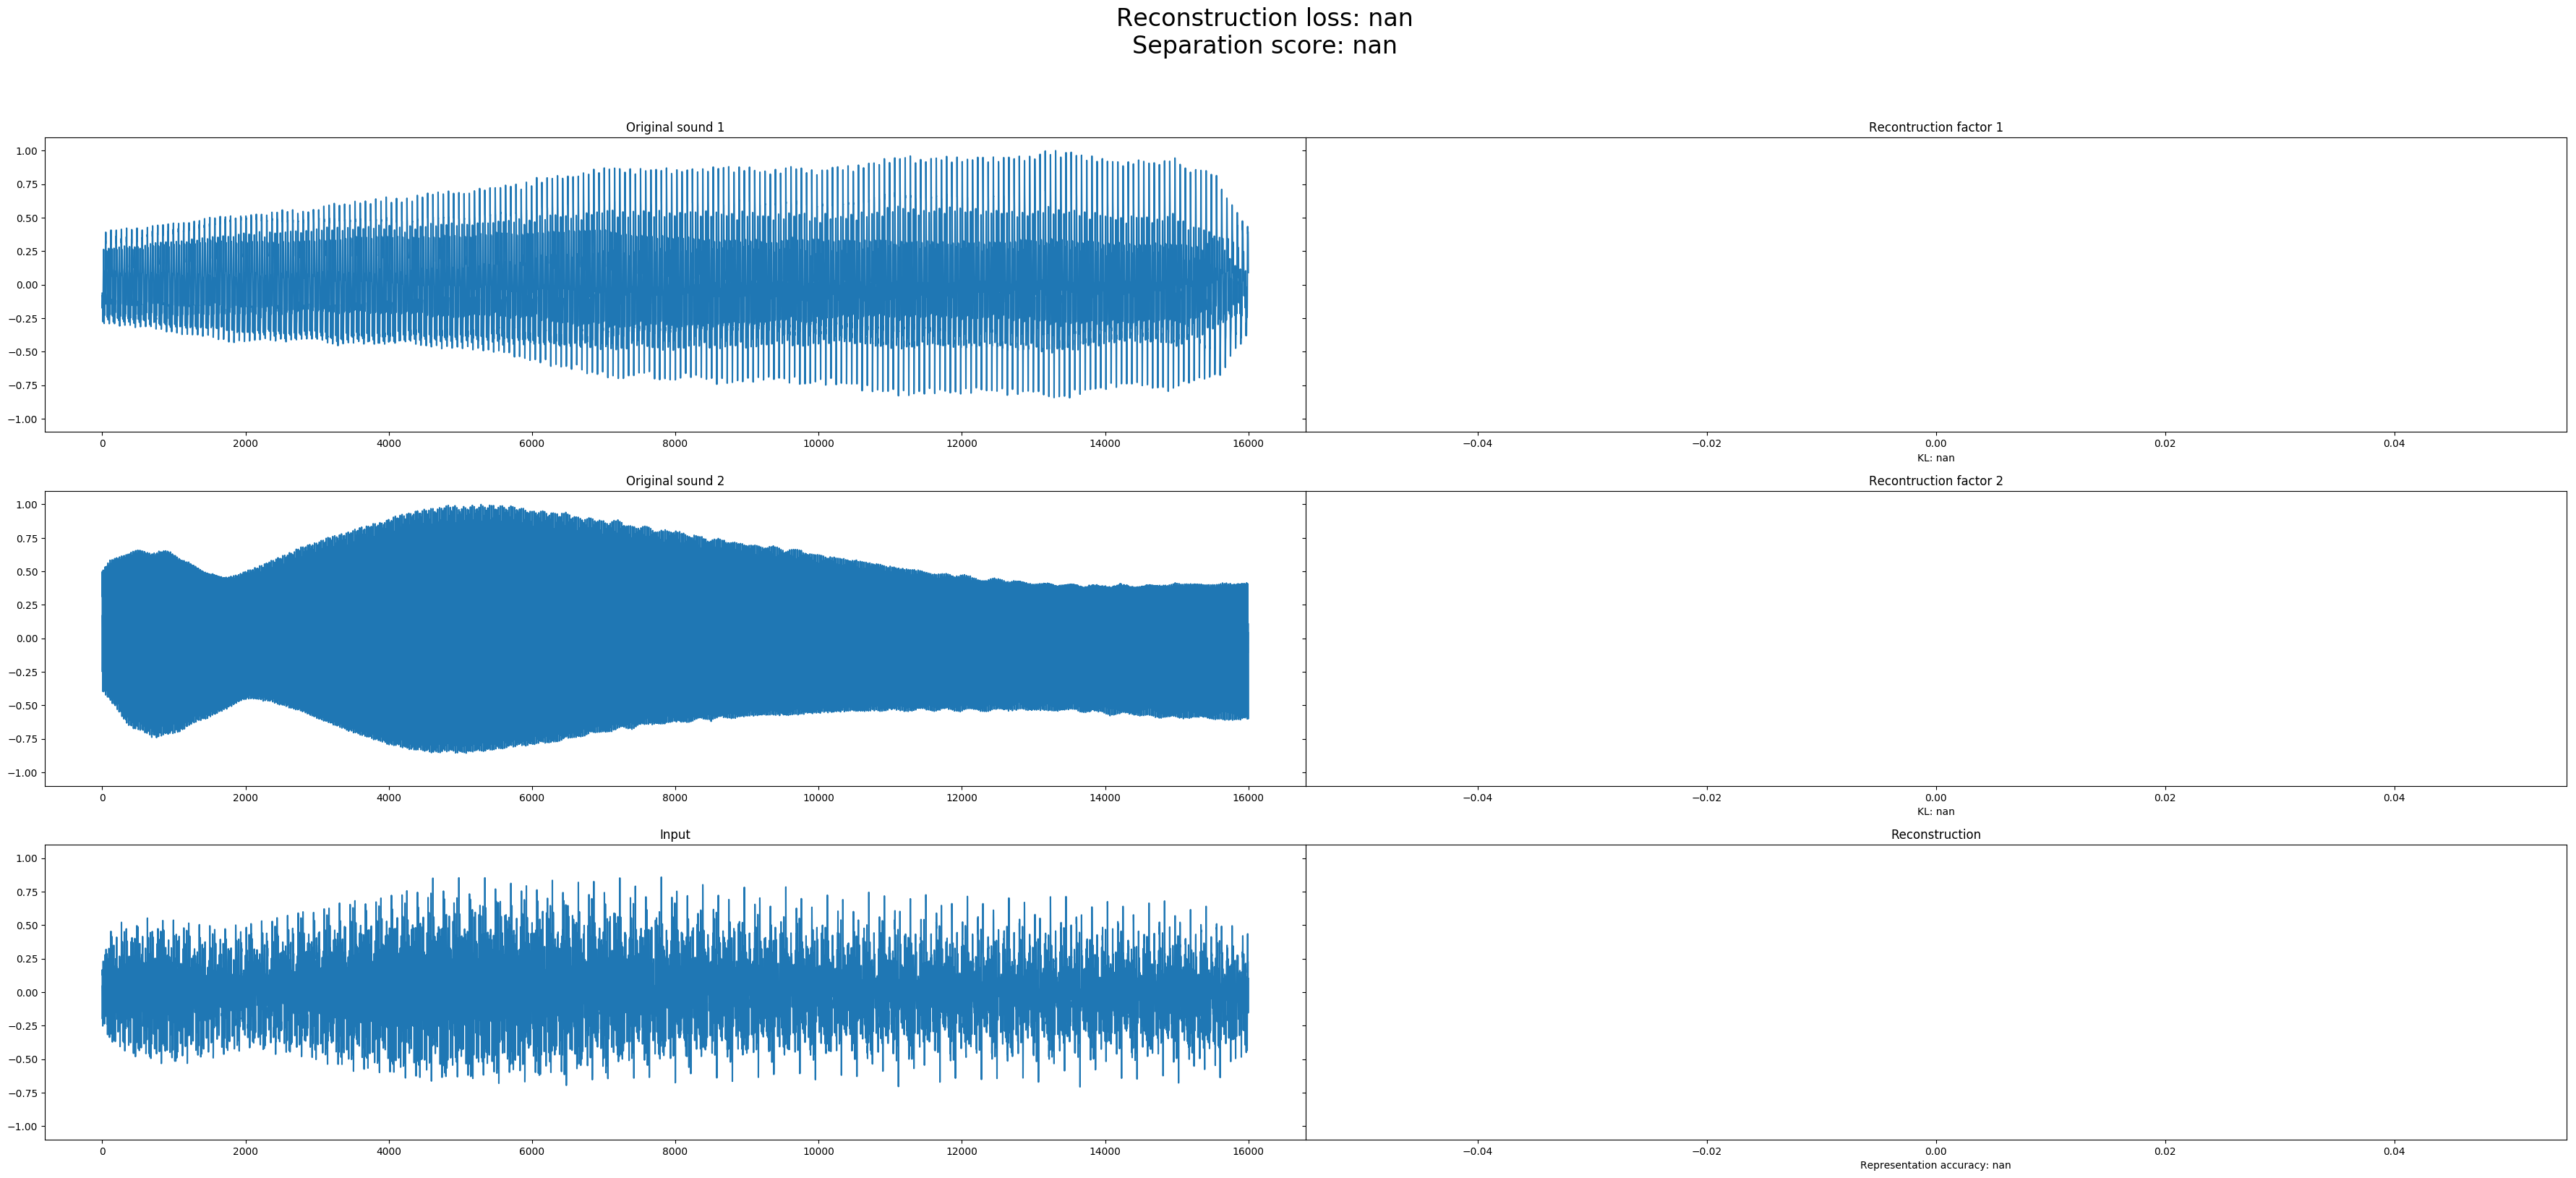 Reconstruction loss: nan
Separation score: nan
Original sound 1
Recontruction factor 1
1.00
0.75
0.50
0.25
0.00
−0.25
−0.50
−0.75
−1.00
0 2000 4000 6000 8000 10000 12000 14000 16000
−0.04 −0.02 0.00 0.02 0.04
KL: nan
Original sound 2
Recontruction factor 2
1.00
0.75
0.50
0.25
0.00
−0.25
−0.50
−0.75
−1.00
0 2000 4000 6000 8000 10000 12000 14000 16000
−0.04 −0.02 0.00 0.02 0.04
KL: nan
Input
Reconstruction
1.00
0.75
0.50
0.25
0.00
−0.25
−0.50
−0.75
−1.00
0 2000 4000 6000 8000 10000 12000 14000 16000
−0.04 −0.02 0.00 0.02 0.04
Representation accuracy: nan